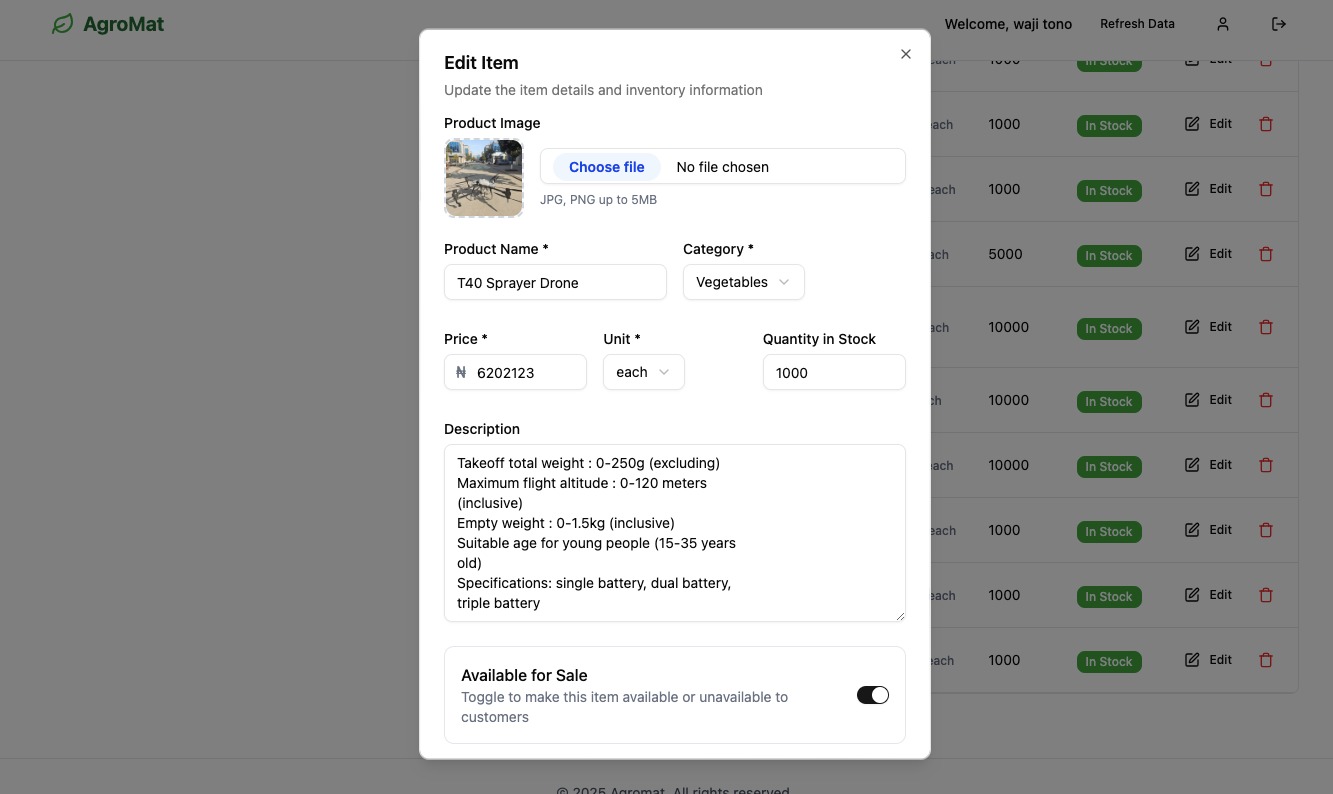 AgroMat
Welcome, waji tono
Refresh Data
Edit Item
Update the item details and inventory information
Product Image
Choose file No file chosen
JPG, PNG up to 5MB
Product Name * Category *
T40 Sprayer Drone Vegetables
Price * Unit * Quantity in Stock
₦ 6202123 each 1000
Description
Takeoff total weight : 0-250g (excluding)
Maximum flight altitude : 0-120 meters
(inclusive)
Empty weight : 0-1.5kg (inclusive)
Suitable age for young people (15-35 years
old)
Specifications: single battery, dual battery,
triple battery
Available for Sale
Toggle to make this item available or unavailable to
customers
each 1000 In Stock Edit
each 1000 In Stock Edit
each 1000 In Stock Edit
5000 In Stock Edit
each 10000 In Stock Edit
10000 In Stock Edit
each 10000 In Stock Edit
each 1000 In Stock Edit
each 1000 In Stock Edit
each 1000 In Stock Edit
© 2025 Agromat. All rights reserved.